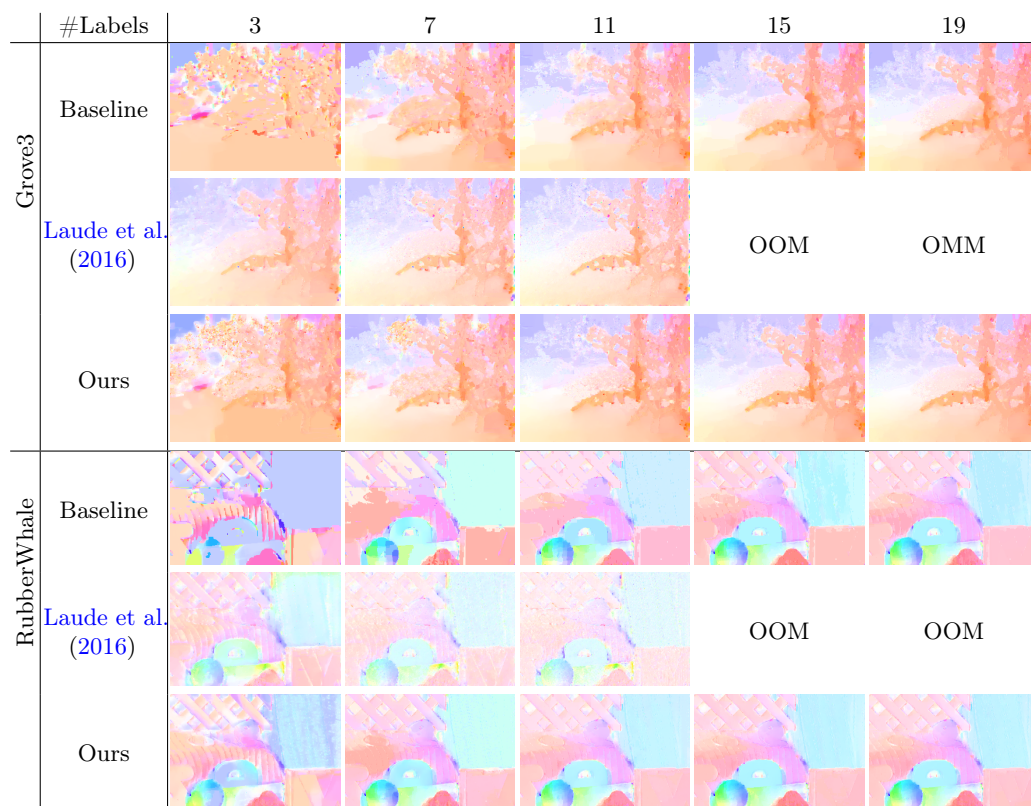 #Labels 3 7 11 15 19
Grove3
Baseline
Laude et al. (2016) OOM OMM
Ours
RubberWhale
Baseline
Laude et al. (2016) OOM OOM
Ours